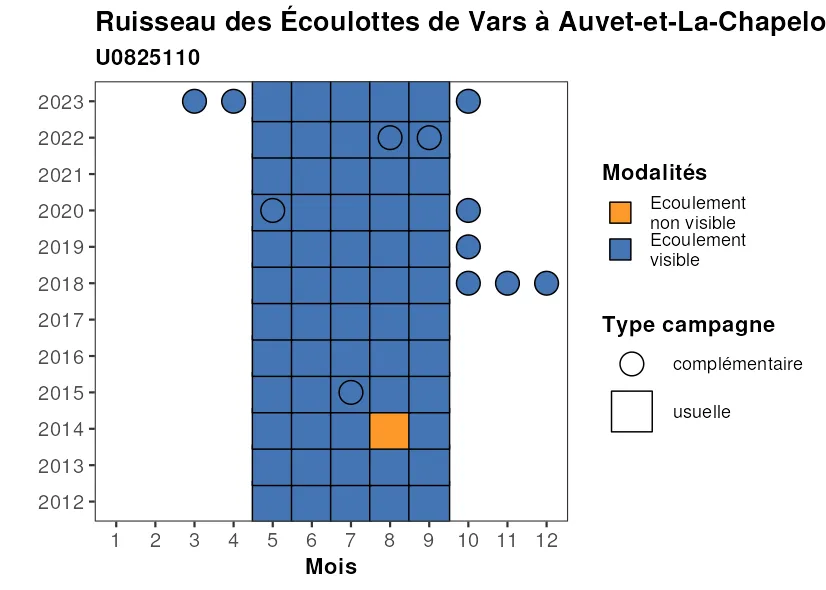 Ruisseau des Écoulottes de Vars à Auvet-et-La-Chapelo
U0825110
2023
2022
2021
2020
2019
2018
2017
2016
2015
2014
2013
2012
1 2 3 4 5 6 7 8 9 10 11 12
Mois
Modalités
Ecoulement
non visible
Ecoulement
visible
Type campagne
complémentaire
usuelle